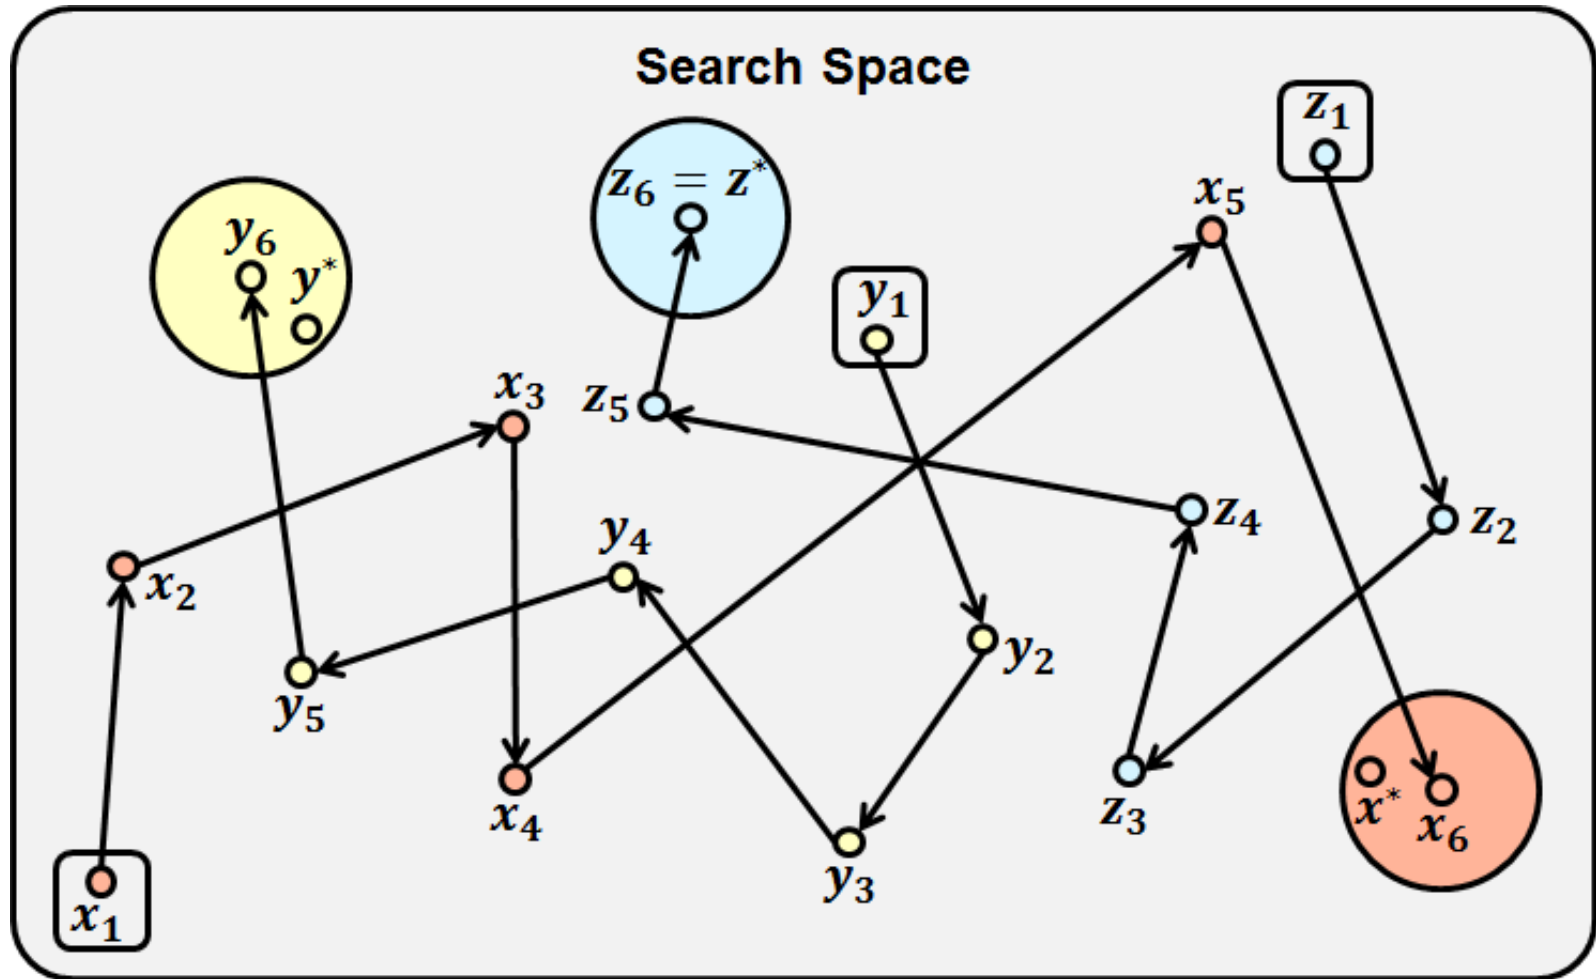 Search Space
z₁
z₆ = z*
x₅
y₆
y*
y₁
x₃
z₅
z₄
z₂
y₄
x₂
y₂
y₅
x₄
z₃
x*
x₆
y₃
x₁